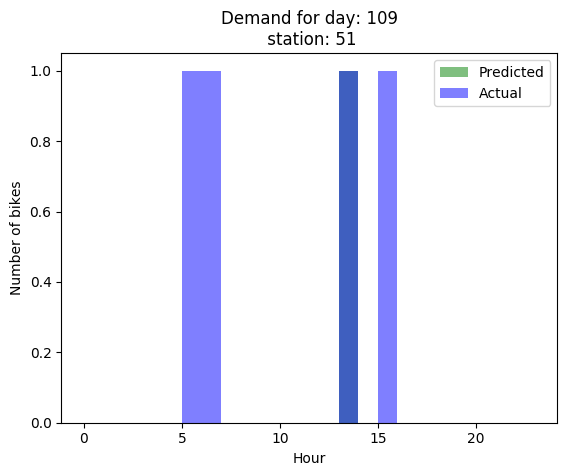 Demand for day: 109
station: 51
Predicted
Actual
1.0
0.8
0.6
0.4
0.2
0.0
Number of bikes
0 5 10 15 20
Hour